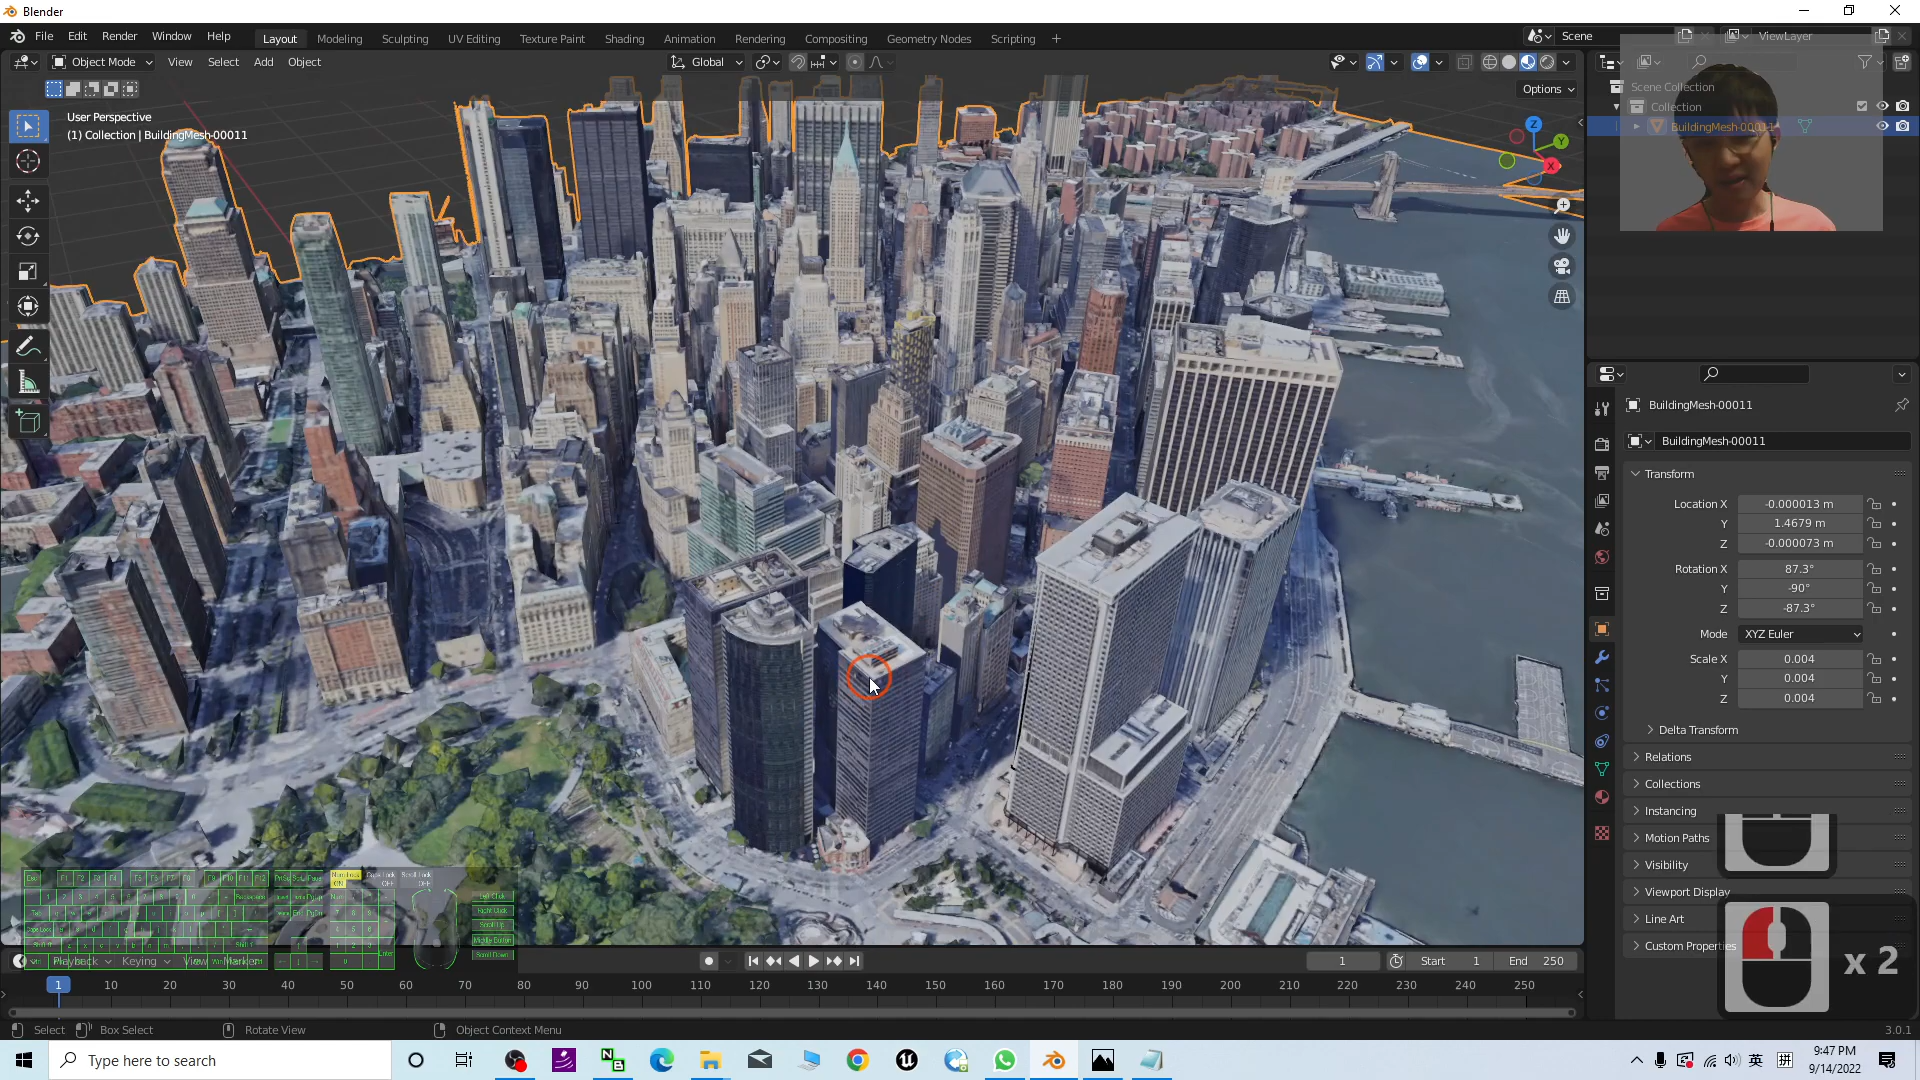 Blender
File Edit Render Window Help
Layout Modeling Sculpting UV Editing Texture Paint Shading Animation Rendering Compositing Geometry Nodes Scripting +
Scene
ViewLayer
Object Mode View Select Add Object
Global
Options
User Perspective
(1) Collection | BuildingMesh-00011
Z
Y
X
Scene Collection
Collection
BuildingMesh-00011
BuildingMesh-00011
BuildingMesh-00011
Transform
Location X -0.000013 m
Y 1.4679 m
Z -0.000073 m
Rotation X 87.3°
Y -90°
Z -87.3°
Mode XYZ Euler
Scale X 0.004
Y 0.004
Z 0.004
Delta Transform
Relations
Collections
Instancing
Motion Paths
Visibility
Viewport Display
Line Art
Custom Properties
x 2
Playback Keying View Marker
1 Start 1 End 250
1 10 20 30 40 50 60 70 80 90 100 110 120 130 140 150 160 170 180 190 200 210 220 230 240 250
Select Box Select Rotate View Object Context Menu
3.0.1
Type here to search
英 拼
9:47 PM
9/14/2022